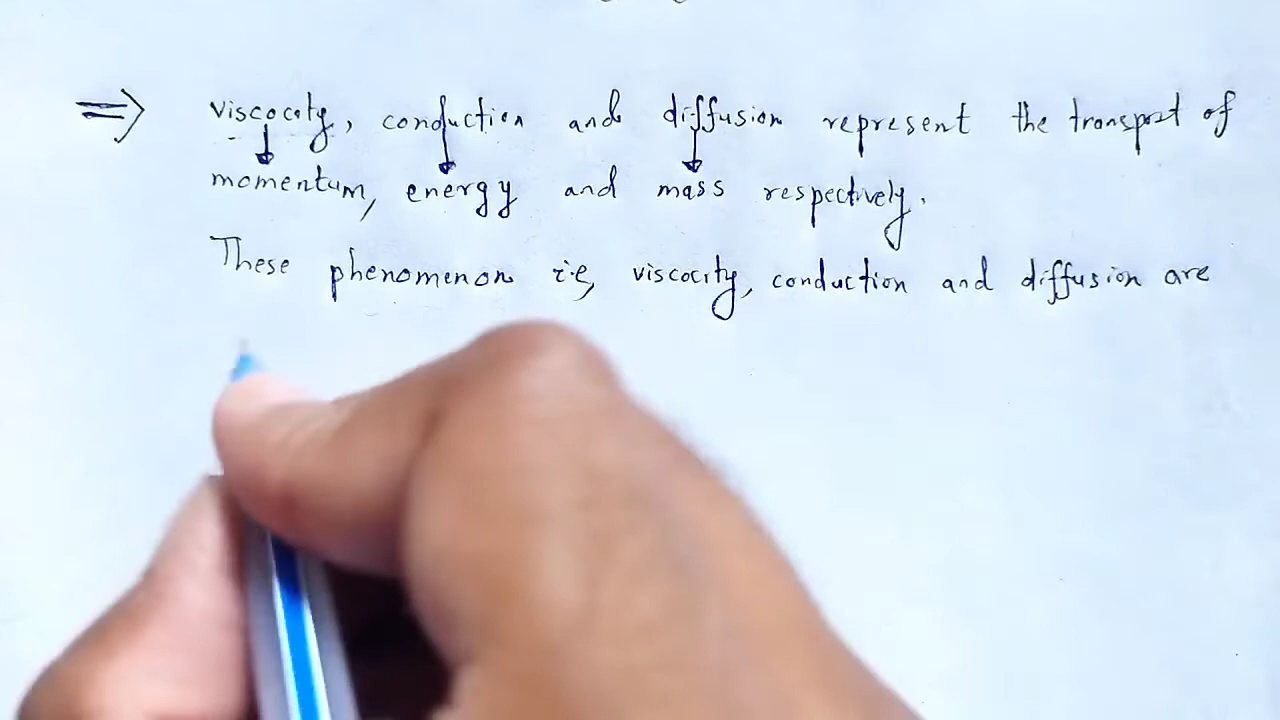 ⇒ viscocity, conduction and diffusion represent the transport of
momentum, energy and mass respectively.
These phenomenon i.e, viscocity, conduction and diffusion are